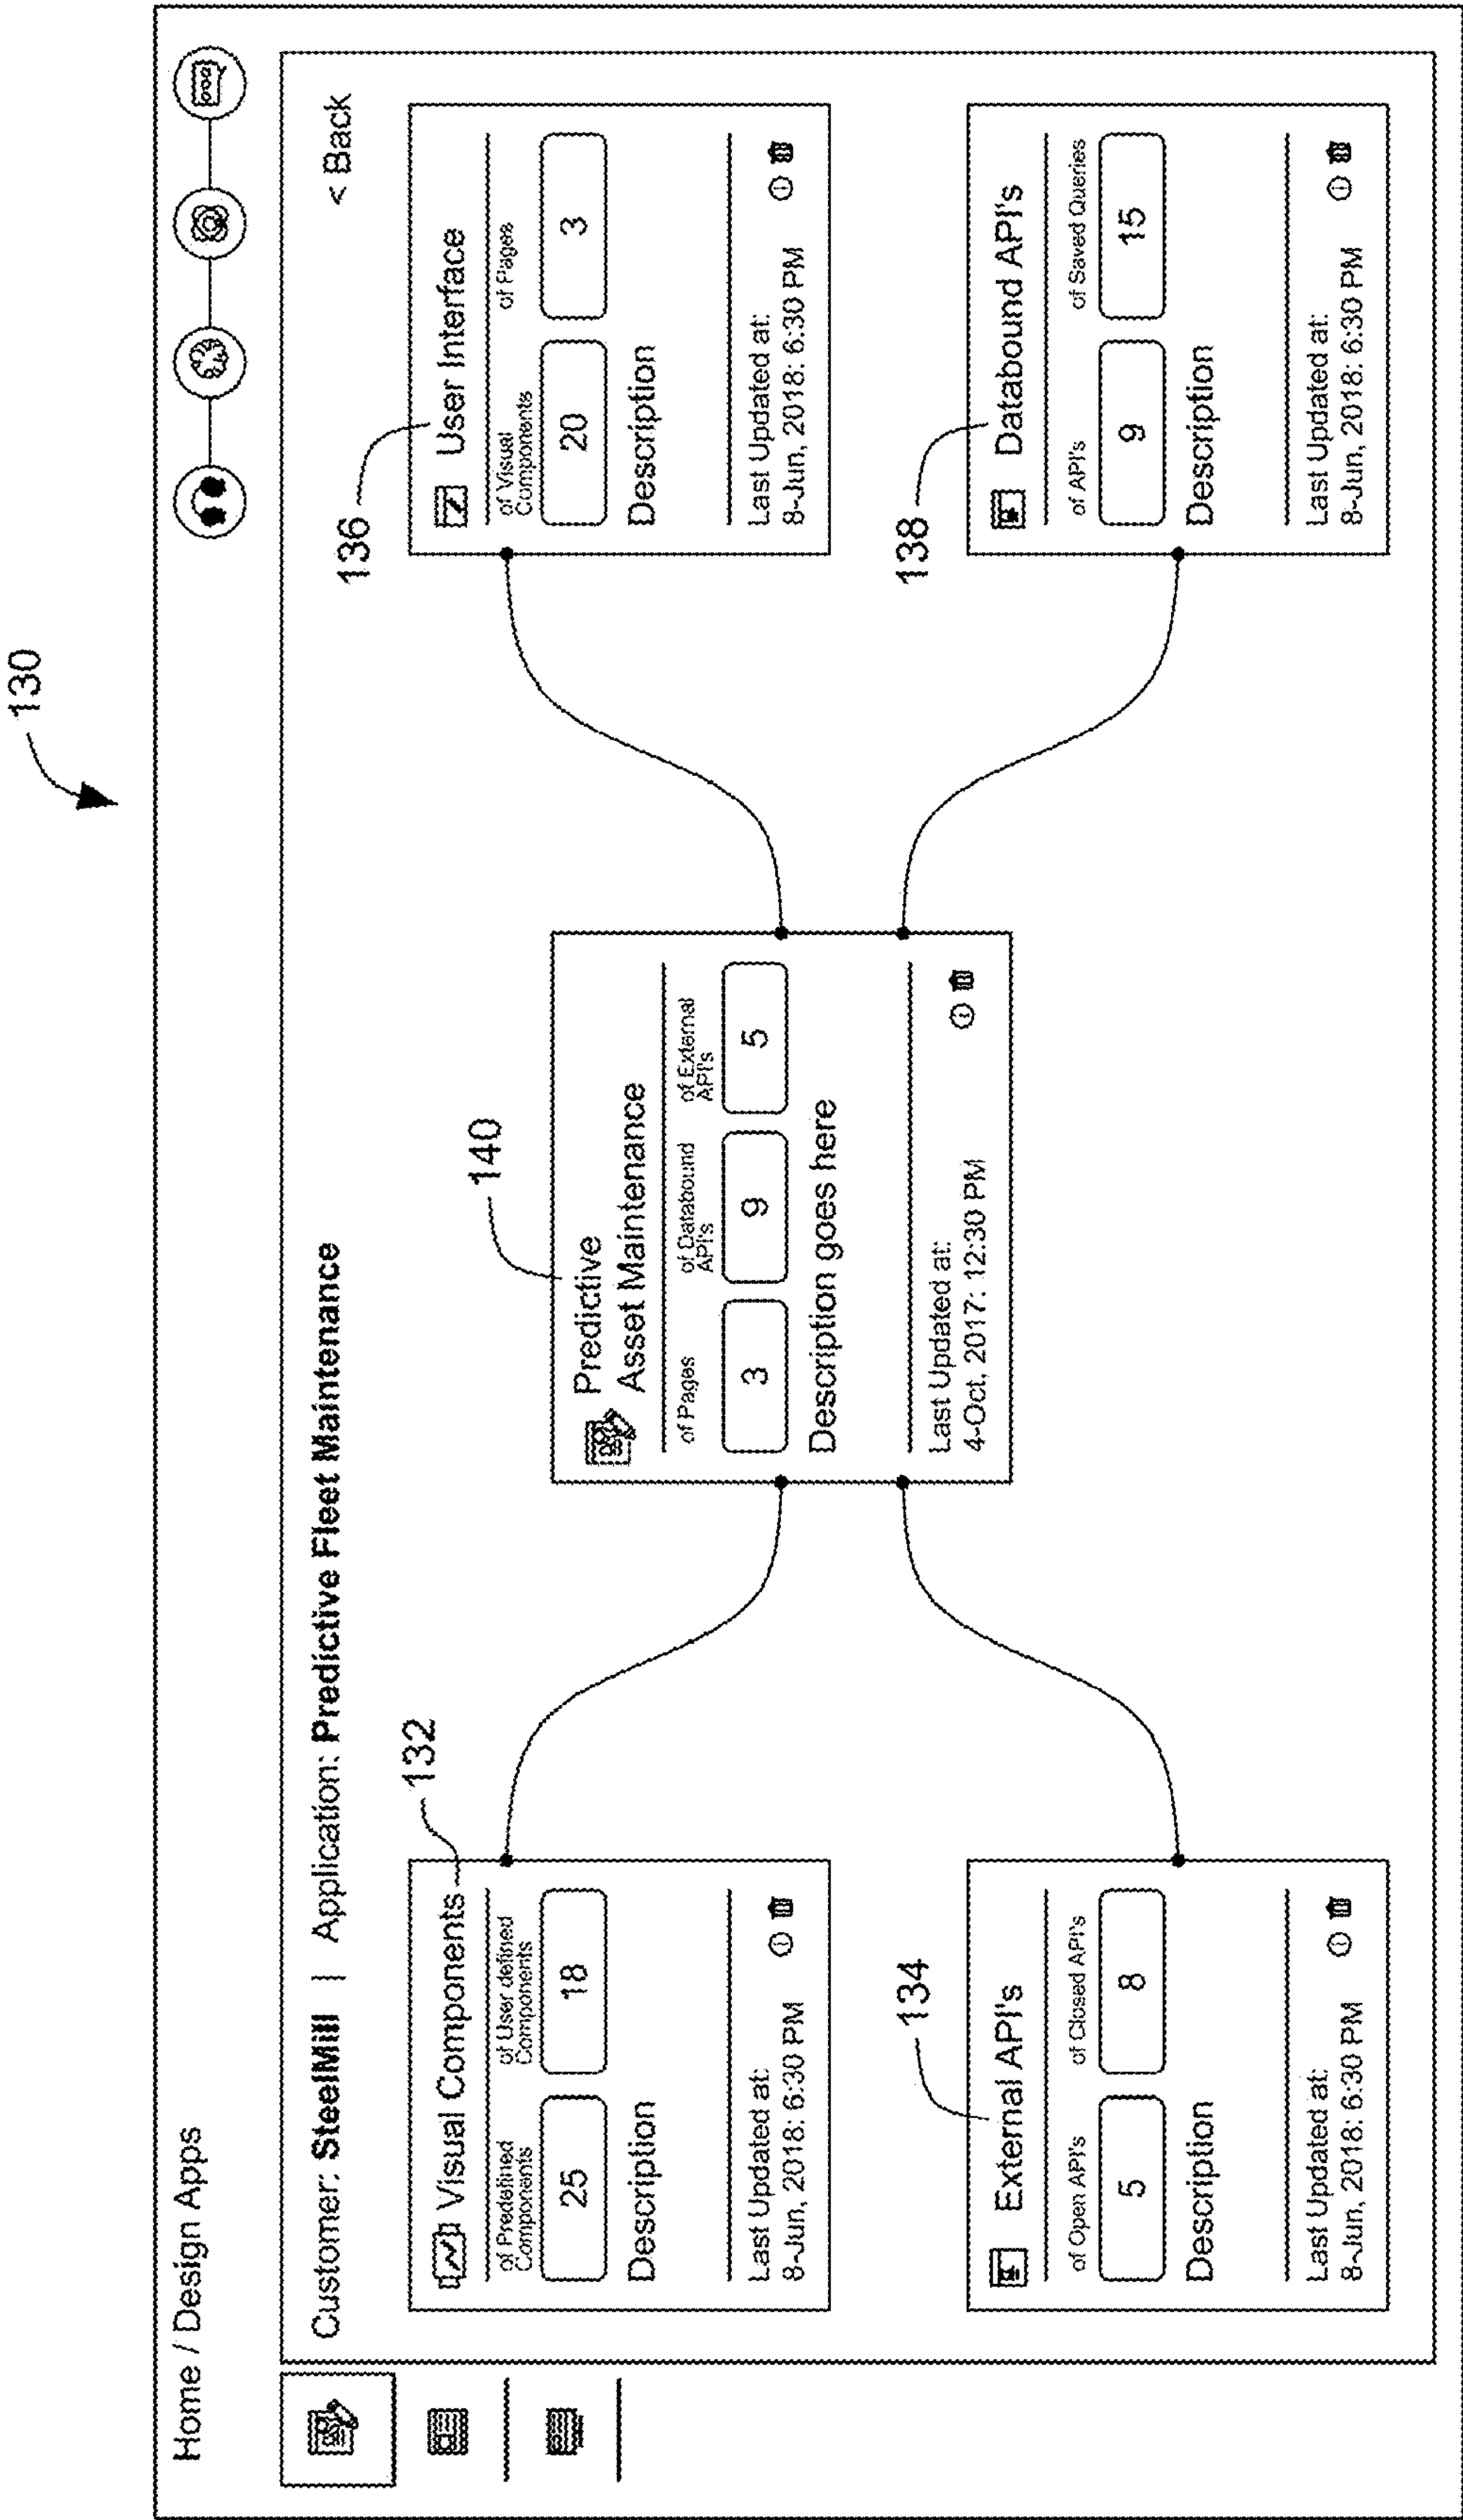 130
Home / Design Apps
Customer: SteelMill | Application: Predictive Fleet Maintenance
< Back
132
Visual Components
of Predefined
Components
of User defined
Components
25
18
Description
Last Updated at:
8-Jun, 2018: 6:30 PM
134
External API's
of Open API's
of Closed API's
5
8
Description
Last Updated at:
8-Jun, 2018: 6:30 PM
140
Predictive
Asset Maintenance
of Pages
of Databound
API's
of External
API's
3
9
5
Description goes here
Last Updated at:
4-Oct, 2017: 12:30 PM
136
User Interface
of Visual
Components
of Pages
20
3
Description
Last Updated at:
8-Jun, 2018: 6:30 PM
138
Databound API's
of API's
of Saved Queries
9
15
Description
Last Updated at:
8-Jun, 2018: 6:30 PM